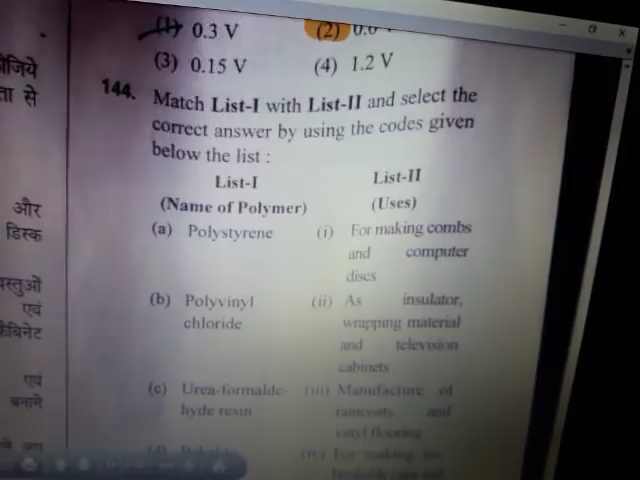 (1) 0.3 V
(2)
(3) 0.15 V
(4) 1.2 V
144. Match List-I with List-II and select the
correct answer by using the codes given
below the list :
List-I
List-II
(Name of Polymer)
(Uses)
(a) Polystyrene
(i) For making combs
and computer
discs
(b) Polyvinyl
chloride
(ii) As insulator,
wrapping material
and television
cabinets
(c) Urea-formalde-
hyde resin
(iii) Manufacture of
raincoats and
vinyl flooring
(iv) For making
और
डिस्क
एवं
एवं
बनाने